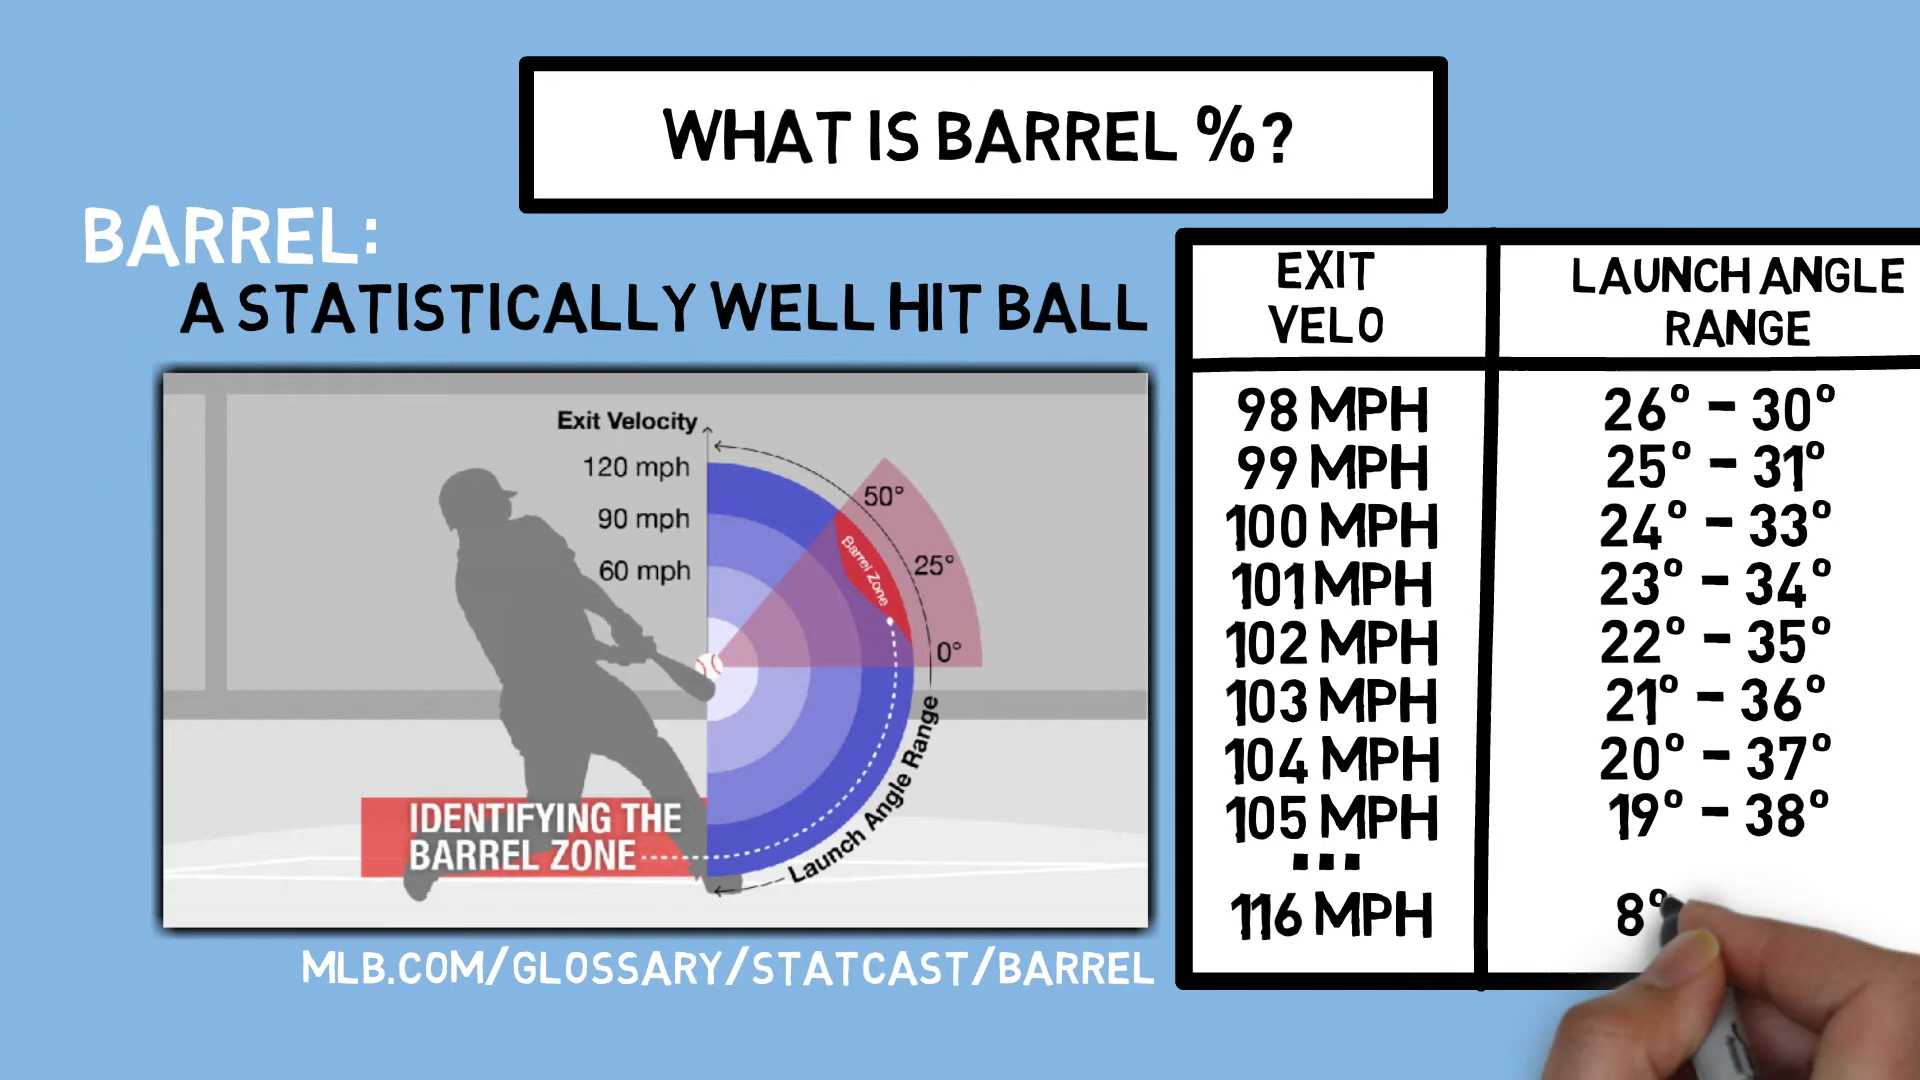 WHAT IS BARREL %?
BARREL:
A STATISTICALLY WELL HIT BALL
Exit Velocity
120 mph
90 mph
60 mph
50°
25°
0°
Barrel Zone
Launch Angle Range
IDENTIFYING THE
BARREL ZONE
MLB.COM/GLOSSARY/STATCAST/BARREL
EXIT VELO
LAUNCH ANGLE RANGE
98 MPH 26° - 30°
99 MPH 25° - 31°
100 MPH 24° - 33°
101 MPH 23° - 34°
102 MPH 22° - 35°
103 MPH 21° - 36°
104 MPH 20° - 37°
105 MPH 19° - 38°
...
116 MPH 8°